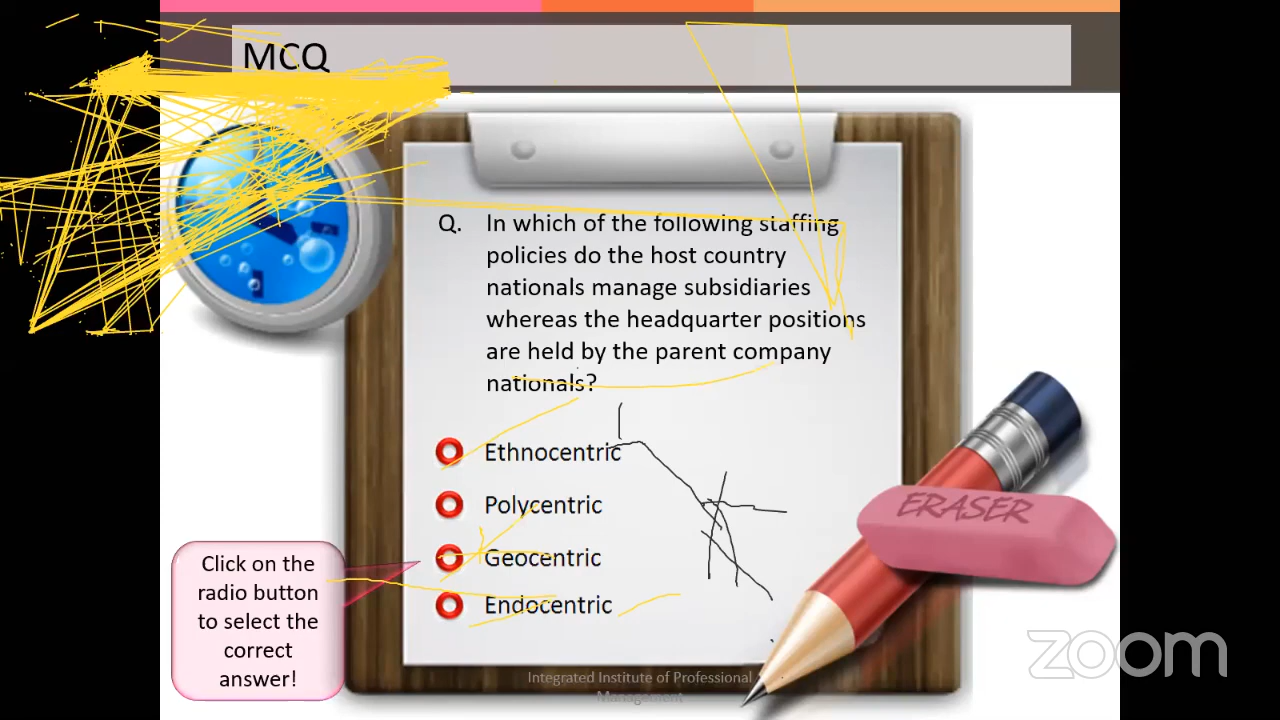 MCQ
Q. In which of the following staffing
policies do the host country
nationals manage subsidiaries
whereas the headquarter positions
are held by the parent company
nationals?
Ethnocentric
Polycentric
Geocentric
Endocentric
Click on the
radio button
to select the
correct
answer!
ERASER
Integrated Institute of Professional
Management
zoom